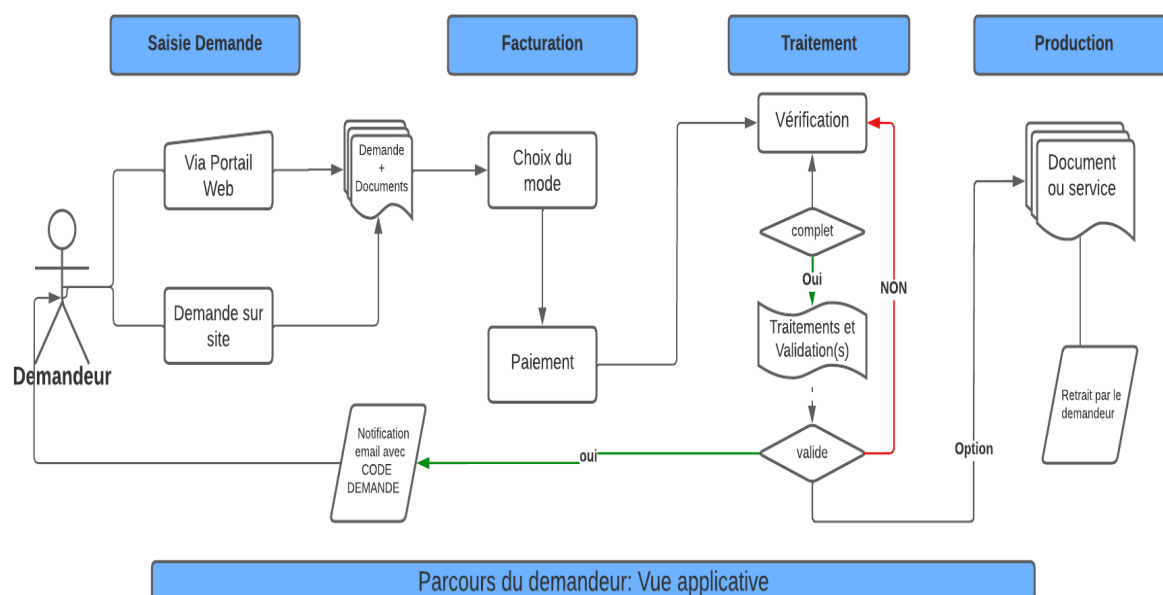 Saisie Demande
Facturation
Traitement
Production
Via Portail
Web
Demande
+
Documents
Choix du
mode
Vérification
Document
ou service
complet
Oui
NON
Demande sur
site
Traitements et
Validation(s)
Paiement
Demandeur
Retrait par le
demandeur
Notification
email avec
CODE
DEMANDE
oui
valide
Option
Parcours du demandeur: Vue applicative